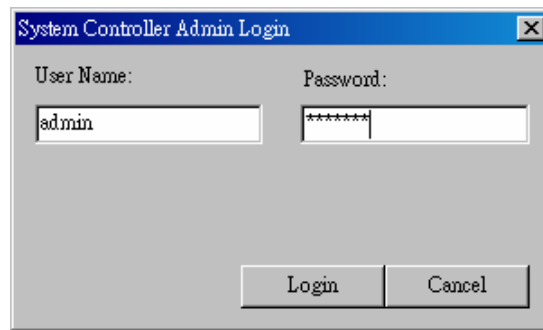 System Controller Admin Login
User Name:
Password:
admin
*******
Login
Cancel